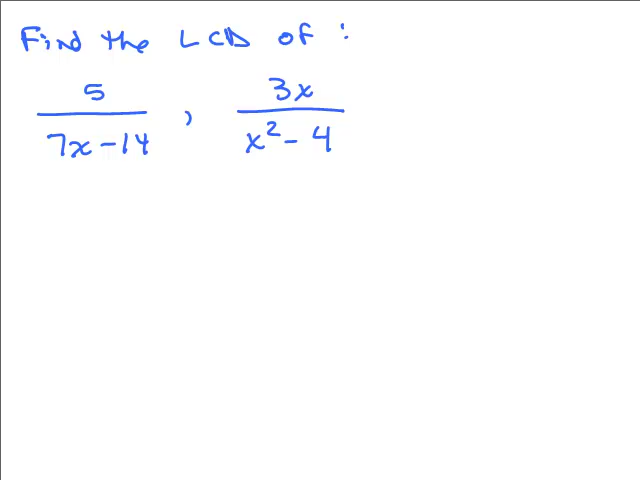 Find the LCD of :
5/(7x-14) , 3x/(x²-4)